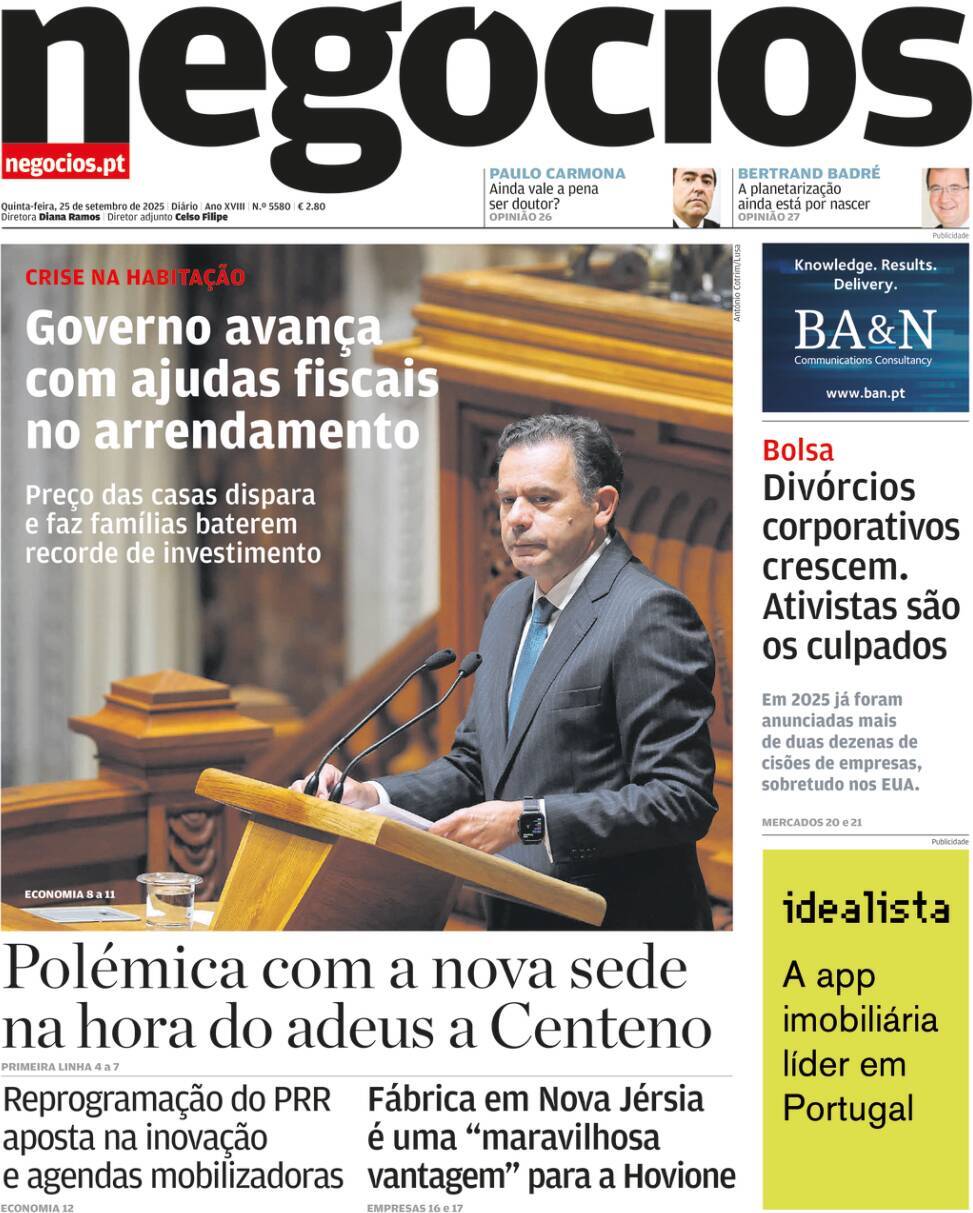 negócios
negocios.pt
Quinta-feira, 25 de setembro de 2025 | Diário | Ano XVIII | N.º 5580 | € 2.80
Diretora Diana Ramos | Diretor adjunto Celso Filipe
PAULO CARMONA
Ainda vale a pena
ser doutor?
OPINIÃO 26
BERTRAND BADRÉ
A planetarização
ainda está por nascer
OPINIÃO 27
CRISE NA HABITAÇÃO
Governo avança
com ajudas fiscais
no arrendamento
Preço das casas dispara
e faz famílias baterem
recorde de investimento
ECONOMIA 8 a 11
António Cotrim/Lusa
Publicidade
Knowledge. Results.
Delivery.
BA&N
Communications Consultancy
www.ban.pt
Bolsa
Divórcios
corporativos
crescem.
Ativistas são
os culpados
Em 2025 já foram
anunciadas mais
de duas dezenas de
cisões de empresas,
sobretudo nos EUA.
MERCADOS 20 e 21
Publicidade
idealista
A app
imobiliária
líder em
Portugal
Polémica com a nova sede
na hora do adeus a Centeno
PRIMEIRA LINHA 4 a 7
Reprogramação do PRR
aposta na inovação
e agendas mobilizadoras
ECONOMIA 12
Fábrica em Nova Jérsia
é uma “maravilhosa
vantagem” para a Hovione
EMPRESAS 16 e 17